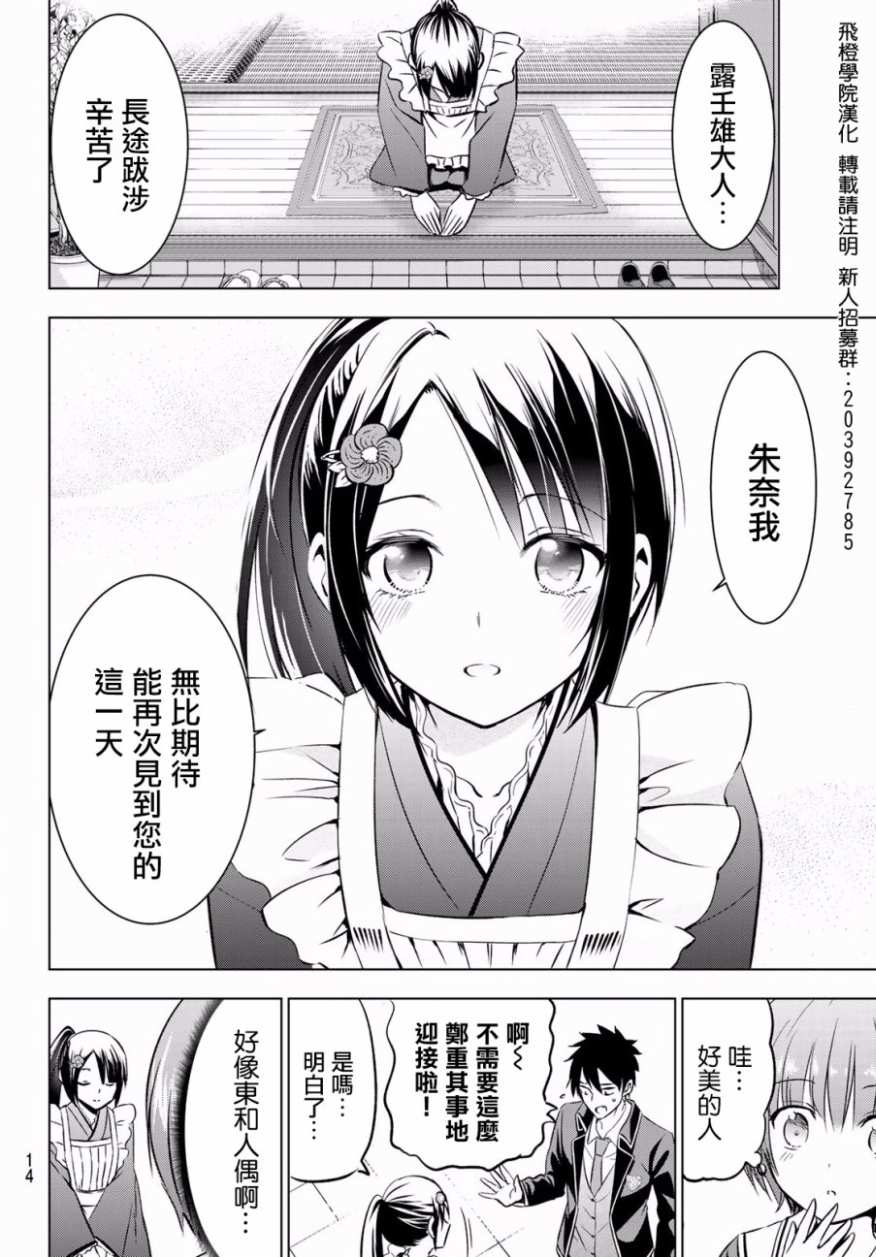 飛橙學院漢化 轉載請注明 新人招募群：20392785
露壬雄大人…
長途跋涉
辛苦了
朱奈我
無比期待
能再次見到您的
這一天
哇…
好美的人
啊～
不需要這麼
鄭重其事地
迎接啦！
是嗎…
明白了…
好像東和人偶啊…
14